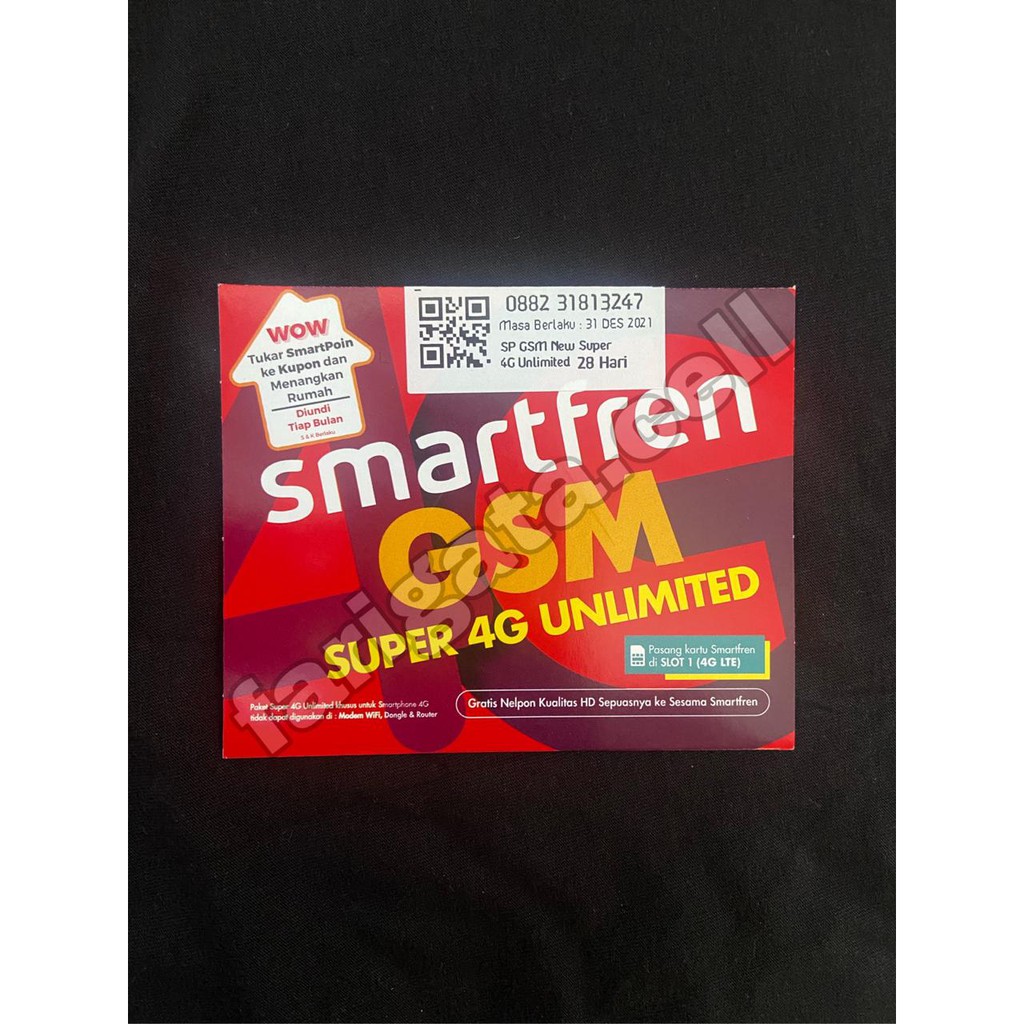 WOW
Tukar SmartPoin
ke Kupon dan
Menangkan
Rumah
Diundi
Tiap Bulan
S & K Berlaku
0882 31813247
Masa Berlaku : 31 DES 2021
SP GSM New Super
4G Unlimited 28 Hari
smartfren
GSM
SUPER 4G UNLIMITED
Pasang kartu Smartfren
di SLOT 1 (4G LTE)
Paket Super 4G Unlimited khusus untuk Smartphone 4G
tidak dapat digunakan di : Modem WiFi, Dongle & Router
Gratis Nelpon Kualitas HD Sepuasnya ke Sesama Smartfren
farigata.cell